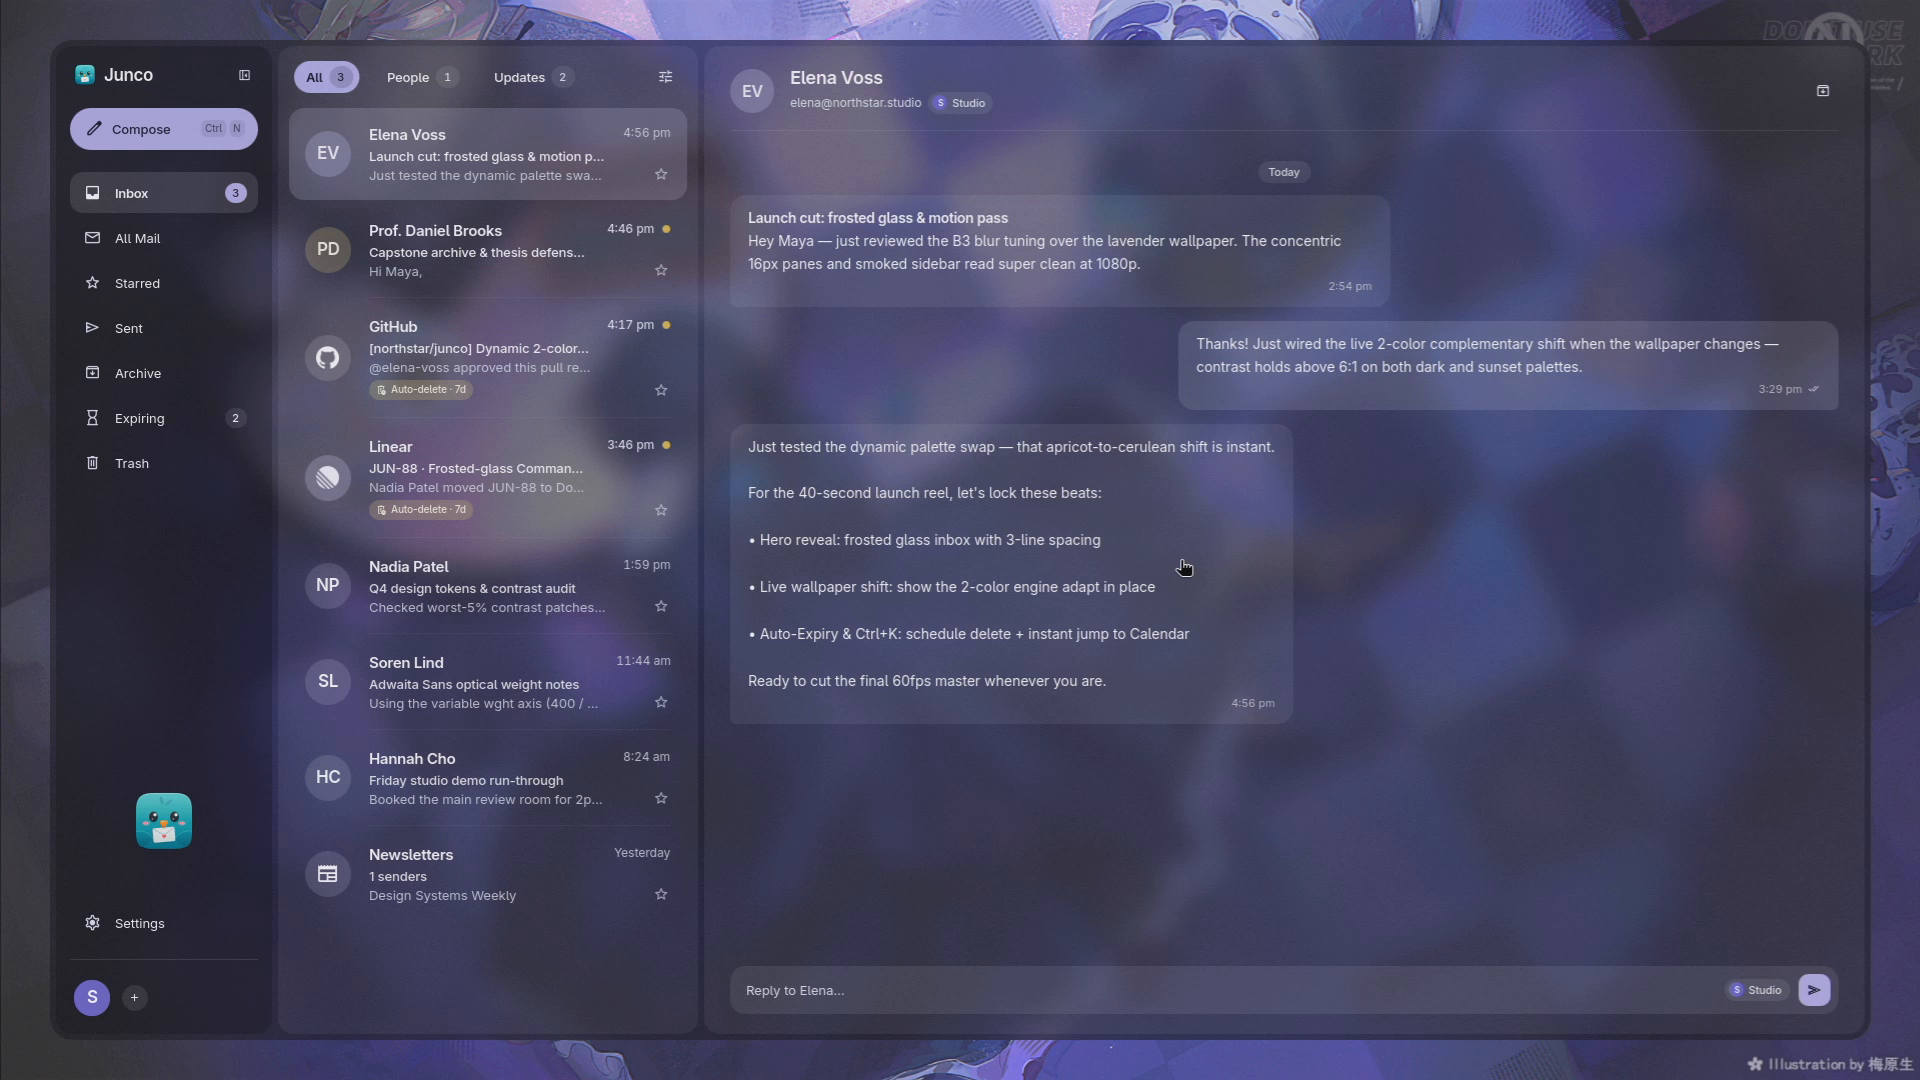 Junco
Compose
Ctrl N
Inbox
3
All Mail
Starred
Sent
Archive
Expiring
2
Trash
Settings
S
+
All 3
People 1
Updates 2
EV
Elena Voss
4:56 pm
Launch cut: frosted glass & motion p...
Just tested the dynamic palette swa...
PD
Prof. Daniel Brooks
4:46 pm
Capstone archive & thesis defens...
Hi Maya,
GitHub
4:17 pm
[northstar/junco] Dynamic 2-color...
@elena-voss approved this pull re...
Auto-delete · 7d
Linear
3:46 pm
JUN-88 · Frosted-glass Comman...
Nadia Patel moved JUN-88 to Do...
Auto-delete · 7d
NP
Nadia Patel
1:59 pm
Q4 design tokens & contrast audit
Checked worst-5% contrast patches...
SL
Soren Lind
11:44 am
Adwaita Sans optical weight notes
Using the variable wght axis (400 / ...
HC
Hannah Cho
8:24 am
Friday studio demo run-through
Booked the main review room for 2p...
Newsletters
Yesterday
1 senders
Design Systems Weekly
EV
Elena Voss
elena@northstar.studio
S Studio
Today
Launch cut: frosted glass & motion pass
Hey Maya — just reviewed the B3 blur tuning over the lavender wallpaper. The concentric
16px panes and smoked sidebar read super clean at 1080p.
2:54 pm
Thanks! Just wired the live 2-color complementary shift when the wallpaper changes —
contrast holds above 6:1 on both dark and sunset palettes.
3:29 pm
Just tested the dynamic palette swap — that apricot-to-cerulean shift is instant.
For the 40-second launch reel, let's lock these beats:
• Hero reveal: frosted glass inbox with 3-line spacing
• Live wallpaper shift: show the 2-color engine adapt in place
• Auto-Expiry & Ctrl+K: schedule delete + instant jump to Calendar
Ready to cut the final 60fps master whenever you are.
4:56 pm
Reply to Elena...
S Studio
Illustration by 梅原生